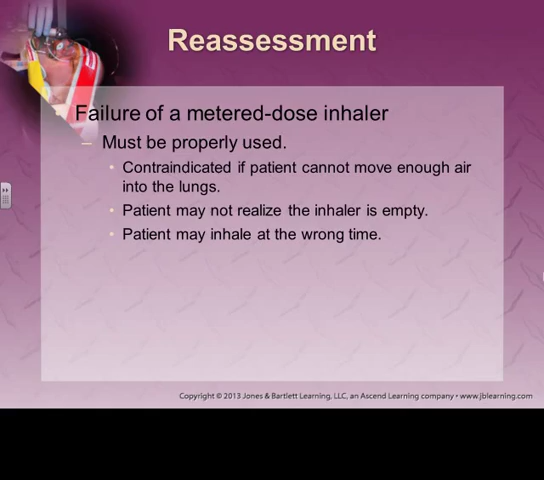 Reassessment
Failure of a metered-dose inhaler
– Must be properly used.
• Contraindicated if patient cannot move enough air
into the lungs.
• Patient may not realize the inhaler is empty.
• Patient may inhale at the wrong time.
Copyright © 2013 Jones & Bartlett Learning, LLC, an Ascend Learning company • www.jblearning.com